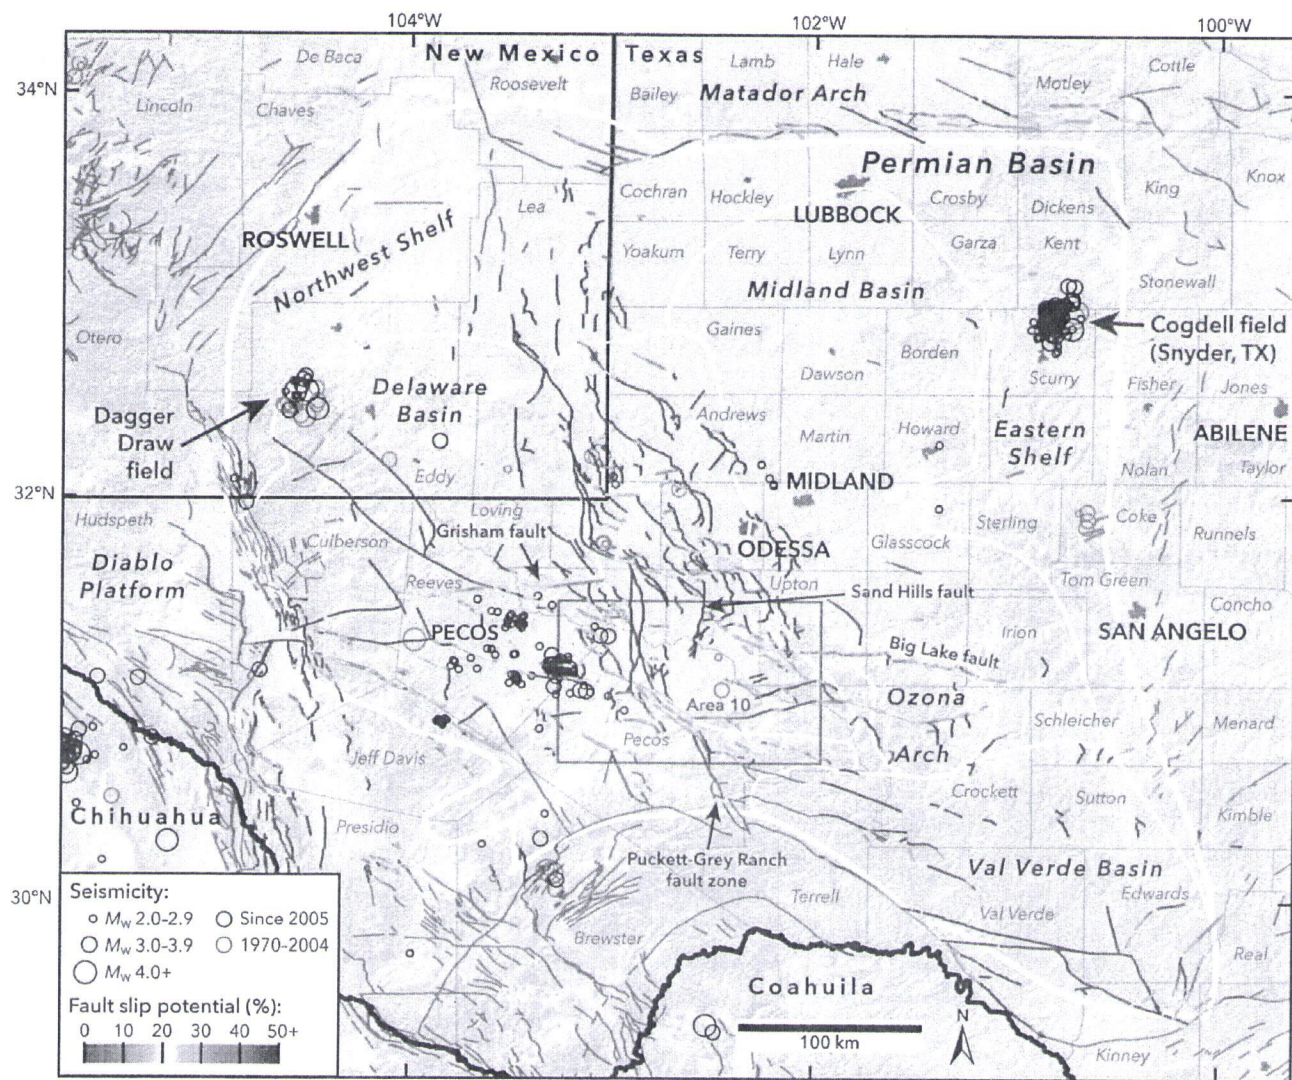 104°W
102°W
100°W
34°N
32°N
30°N
New Mexico
Texas
De Baca
Roosevelt
Lincoln
Chaves
Lamb
Hale
Bailey
Matador Arch
Motley
Cottle
Permian Basin
Cochran
Hockley
LUBBOCK
Crosby
Dickens
King
Knox
Lea
ROSWELL
Northwest Shelf
Yoakum
Terry
Lynn
Garza
Kent
Stonewall
Midland Basin
Otero
Gaines
Borden
Cogdell field
(Snyder, TX)
Dawson
Scurry
Fisher
Jones
Delaware
Basin
Dagger
Draw
field
Andrews
Martin
Howard
Eastern
Shelf
ABILENE
Nolan
Taylor
Eddy
MIDLAND
Hudspeth
Loving
Grisham fault
Culberson
ODESSA
Glasscock
Sterling
Coke
Runnels
Diablo
Platform
Reeves
Upton
Sand Hills fault
Tom Green
Concho
PECOS
Irion
SAN ANGELO
Big Lake fault
Area 10
Ozona
Arch
Pecos
Schleicher
Menard
Jeff Davis
Crockett
Sutton
Kimble
Chihuahua
Presidio
Puckett-Grey Ranch
fault zone
Val Verde Basin
Terrell
Edwards
Val Verde
Brewster
Real
Coahuila
100 km
N
Kinney
Seismicity:
Mw 2.0-2.9
Since 2005
Mw 3.0-3.9
1970-2004
Mw 4.0+
Fault slip potential (%):
0 10 20 30 40 50+